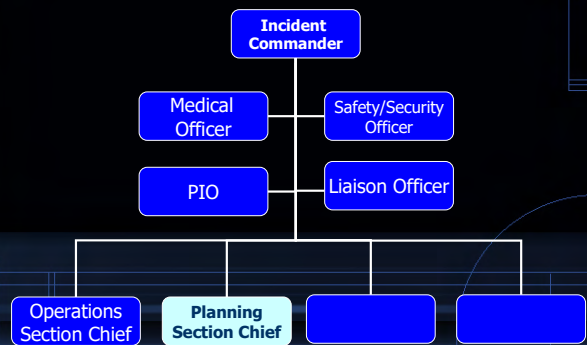 Incident
Commander
Medical
Officer
Safety/Security
Officer
PIO
Liaison Officer
Operations
Section Chief
Planning
Section Chief